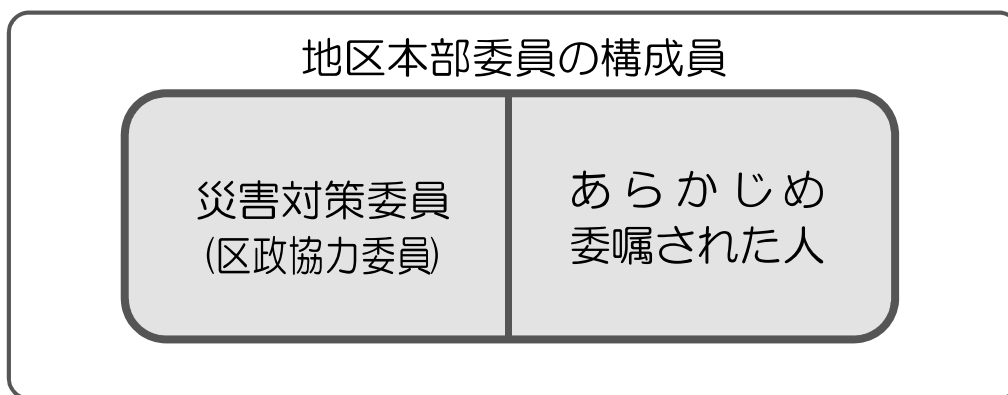 地区本部委員の構成員
災害対策委員
(区政協力委員)
あらかじめ
委嘱された人